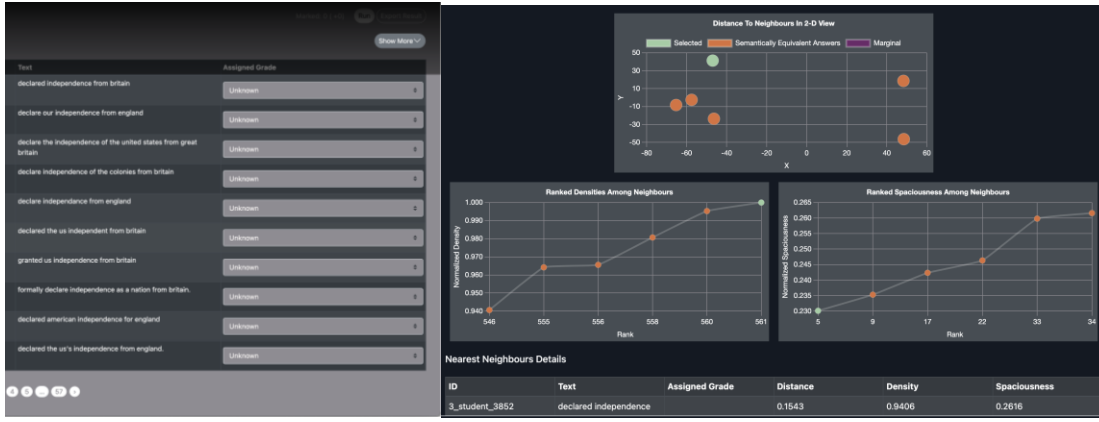 Show More
Text Assigned Grade
declared independence from britain Unknown
declare our independence from england Unknown
declare the independence of the united states from great
britain
Unknown
declare independence of the colonies from britain Unknown
declare independance from england Unknown
declared the us independent from britain Unknown
granted us independence from britain Unknown
formally declare independence as a nation from britain. Unknown
declared american independence for england Unknown
declared the us's independence from england. Unknown
4 5 ... 57
Distance To Neighbours In 2-D View
Selected Semantically Equivalent Answers Marginal
50
30
10
-10
-30
-50
Y
-80 -60 -40 -20 0 20 40 60
X
Ranked Densities Among Neighbours
1.000
0.990
0.980
0.970
0.960
0.950
0.940
Normalized Density
546 555 556 558 560 561
Rank
Ranked Spaciousness Among Neighbours
0.265
0.260
0.255
0.250
0.245
0.240
0.235
0.230
Normalized Spaciousness
5 9 17 22 33 34
Rank
Nearest Neighbours Details
ID Text Assigned Grade Distance Density Spaciousness
3_student_3852 declared independence 0.1543 0.9406 0.2616